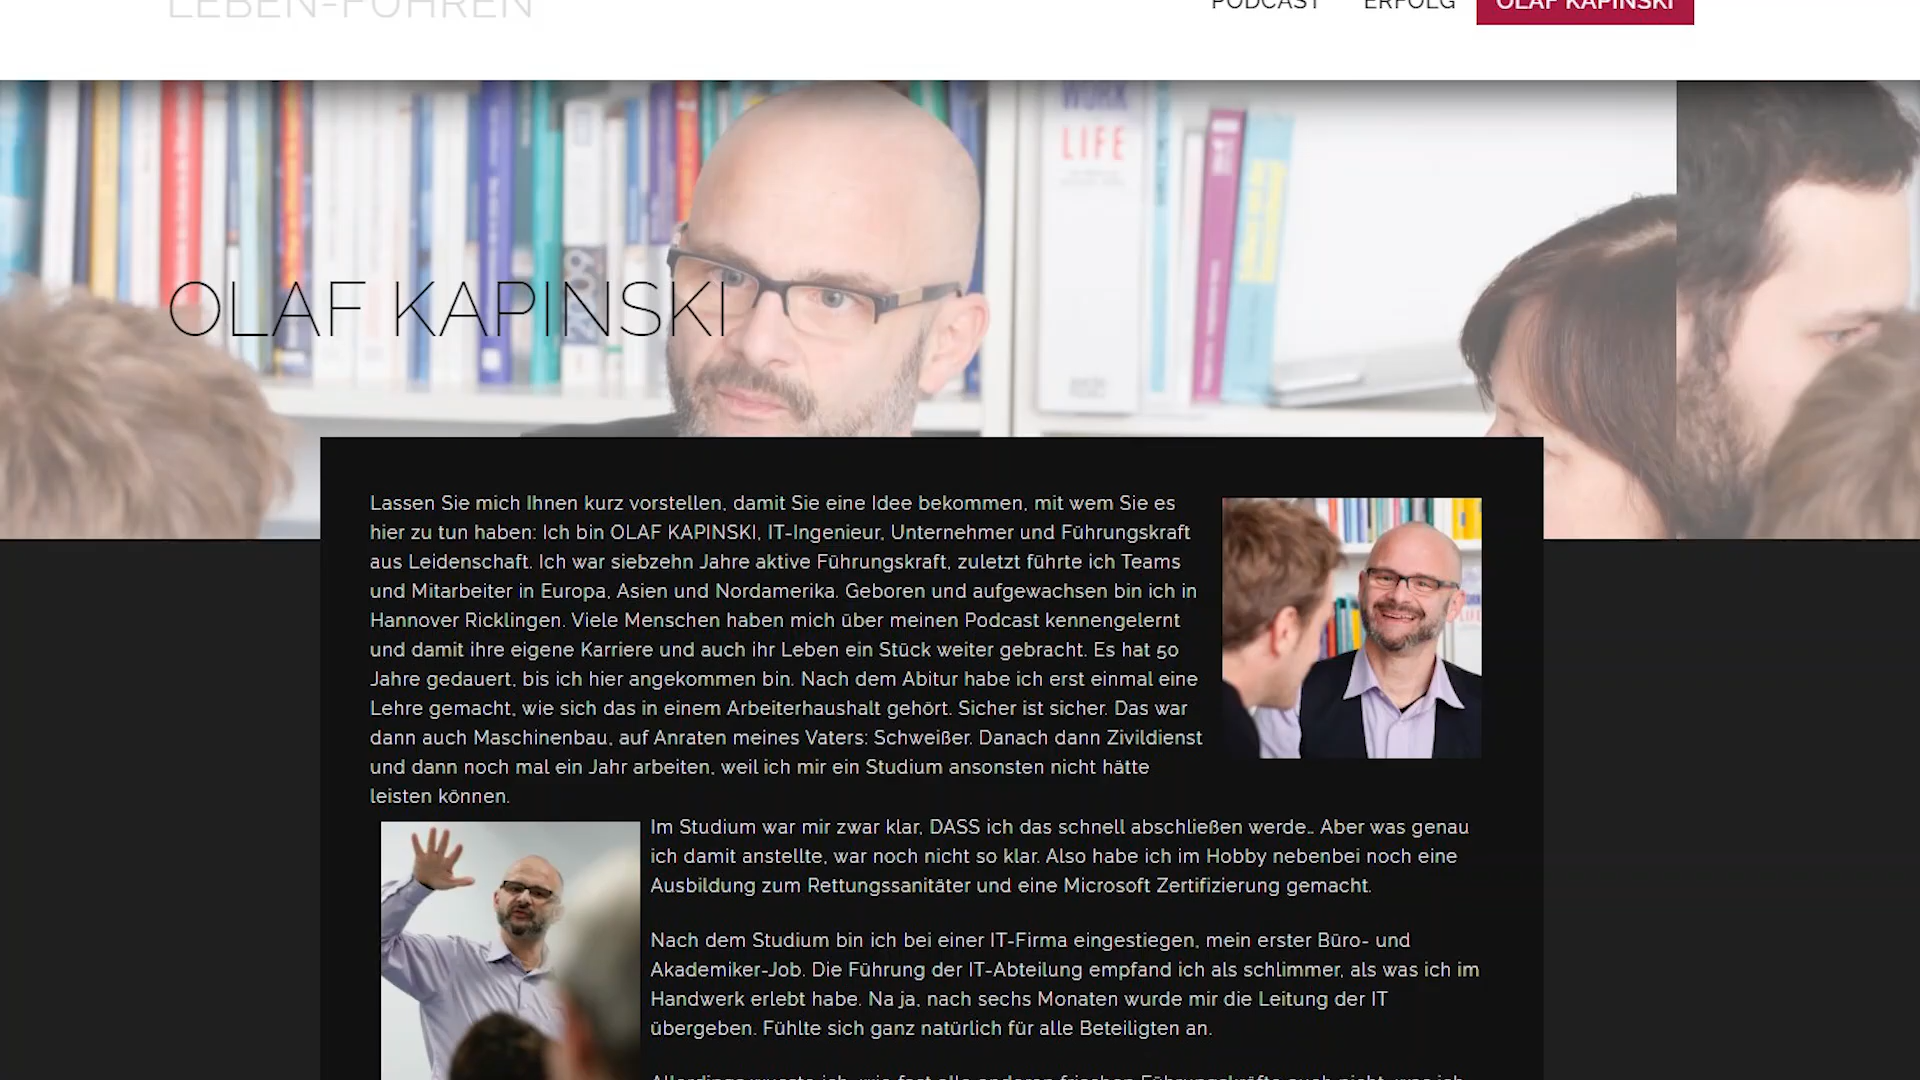 LEBEN-FÜHREN
PODCAST ERFOLG OLAF KAPINSKI
WORK
LIFE
2009
OLAF KAPINSKI
Lassen Sie mich Ihnen kurz vorstellen, damit Sie eine Idee bekommen, mit wem Sie es
hier zu tun haben: Ich bin OLAF KAPINSKI, IT-Ingenieur, Unternehmer und Führungskraft
aus Leidenschaft. Ich war siebzehn Jahre aktive Führungskraft, zuletzt führte ich Teams
und Mitarbeiter in Europa, Asien und Nordamerika. Geboren und aufgewachsen bin ich in
Hannover Ricklingen. Viele Menschen haben mich über meinen Podcast kennengelernt
und damit ihre eigene Karriere und auch ihr Leben ein Stück weiter gebracht. Es hat 50
Jahre gedauert, bis ich hier angekommen bin. Nach dem Abitur habe ich erst einmal eine
Lehre gemacht, wie sich das in einem Arbeiterhaushalt gehört. Sicher ist sicher. Das war
dann auch Maschinenbau, auf Anraten meines Vaters: Schweißer. Danach dann Zivildienst
und dann noch mal ein Jahr arbeiten, weil ich mir ein Studium ansonsten nicht hätte
leisten können.
Im Studium war mir zwar klar, DASS ich das schnell abschließen werde… Aber was genau
ich damit anstellte, war noch nicht so klar. Also habe ich im Hobby nebenbei noch eine
Ausbildung zum Rettungssanitäter und eine Microsoft Zertifizierung gemacht.
Nach dem Studium bin ich bei einer IT-Firma eingestiegen, mein erster Büro- und
Akademiker-Job. Die Führung der IT-Abteilung empfand ich als schlimmer, als was ich im
Handwerk erlebt habe. Na ja, nach sechs Monaten wurde mir die Leitung der IT
übergeben. Fühlte sich ganz natürlich für alle Beteiligten an.